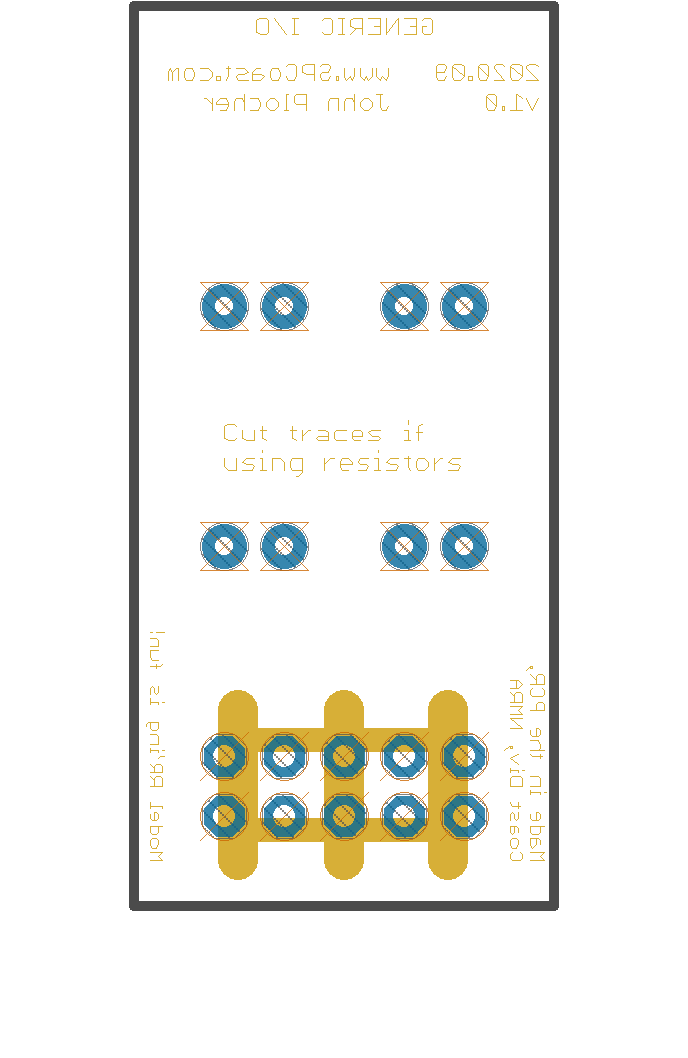 GENERIC I/O
2020.09 www.SPCoast.com
v1.0 John Plocher
Cut traces if
using resistors
Model RR'ing is fun!
Made in the PCR,
Coast Div, NMRA